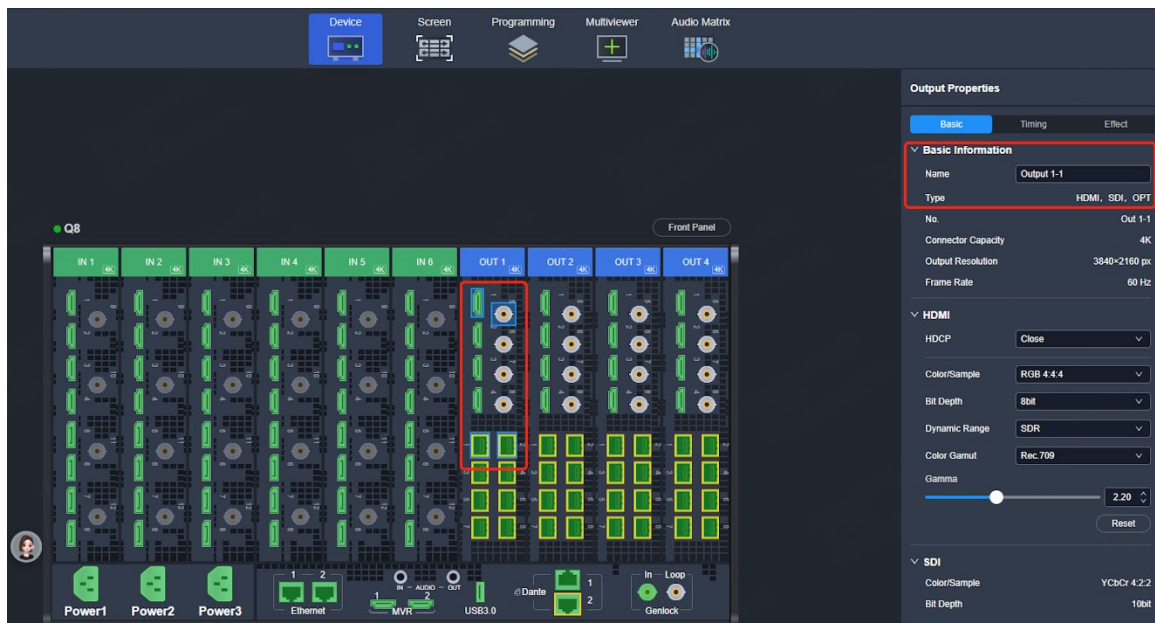 Device Screen Programming Multiviewer Audio Matrix
Output Properties
Basic Timing Effect
Basic Information
Name Output 1-1
Type HDMI, SDI, OPT
No. Out 1-1
Connector Capacity 4K
Output Resolution 3840×2160 px
Frame Rate 60 Hz
HDMI
HDCP Close
Color/Sample RGB 4:4:4
Bit Depth 8bit
Dynamic Range SDR
Color Gamut Rec.709
Gamma
2.20
Reset
SDI
Color/Sample YCbCr 4:2:2
Bit Depth 10bit
Q8 Front Panel
IN 1 4K IN 2 4K IN 3 4K IN 4 4K IN 5 4K IN 6 4K OUT 1 4K OUT 2 4K OUT 3 4K OUT 4 4K
Power1 Power2 Power3
1 2
Ethernet
IN AUDIO OUT
1 2
MVR
USB3.0
Dante
1
2
In Loop
Genlock